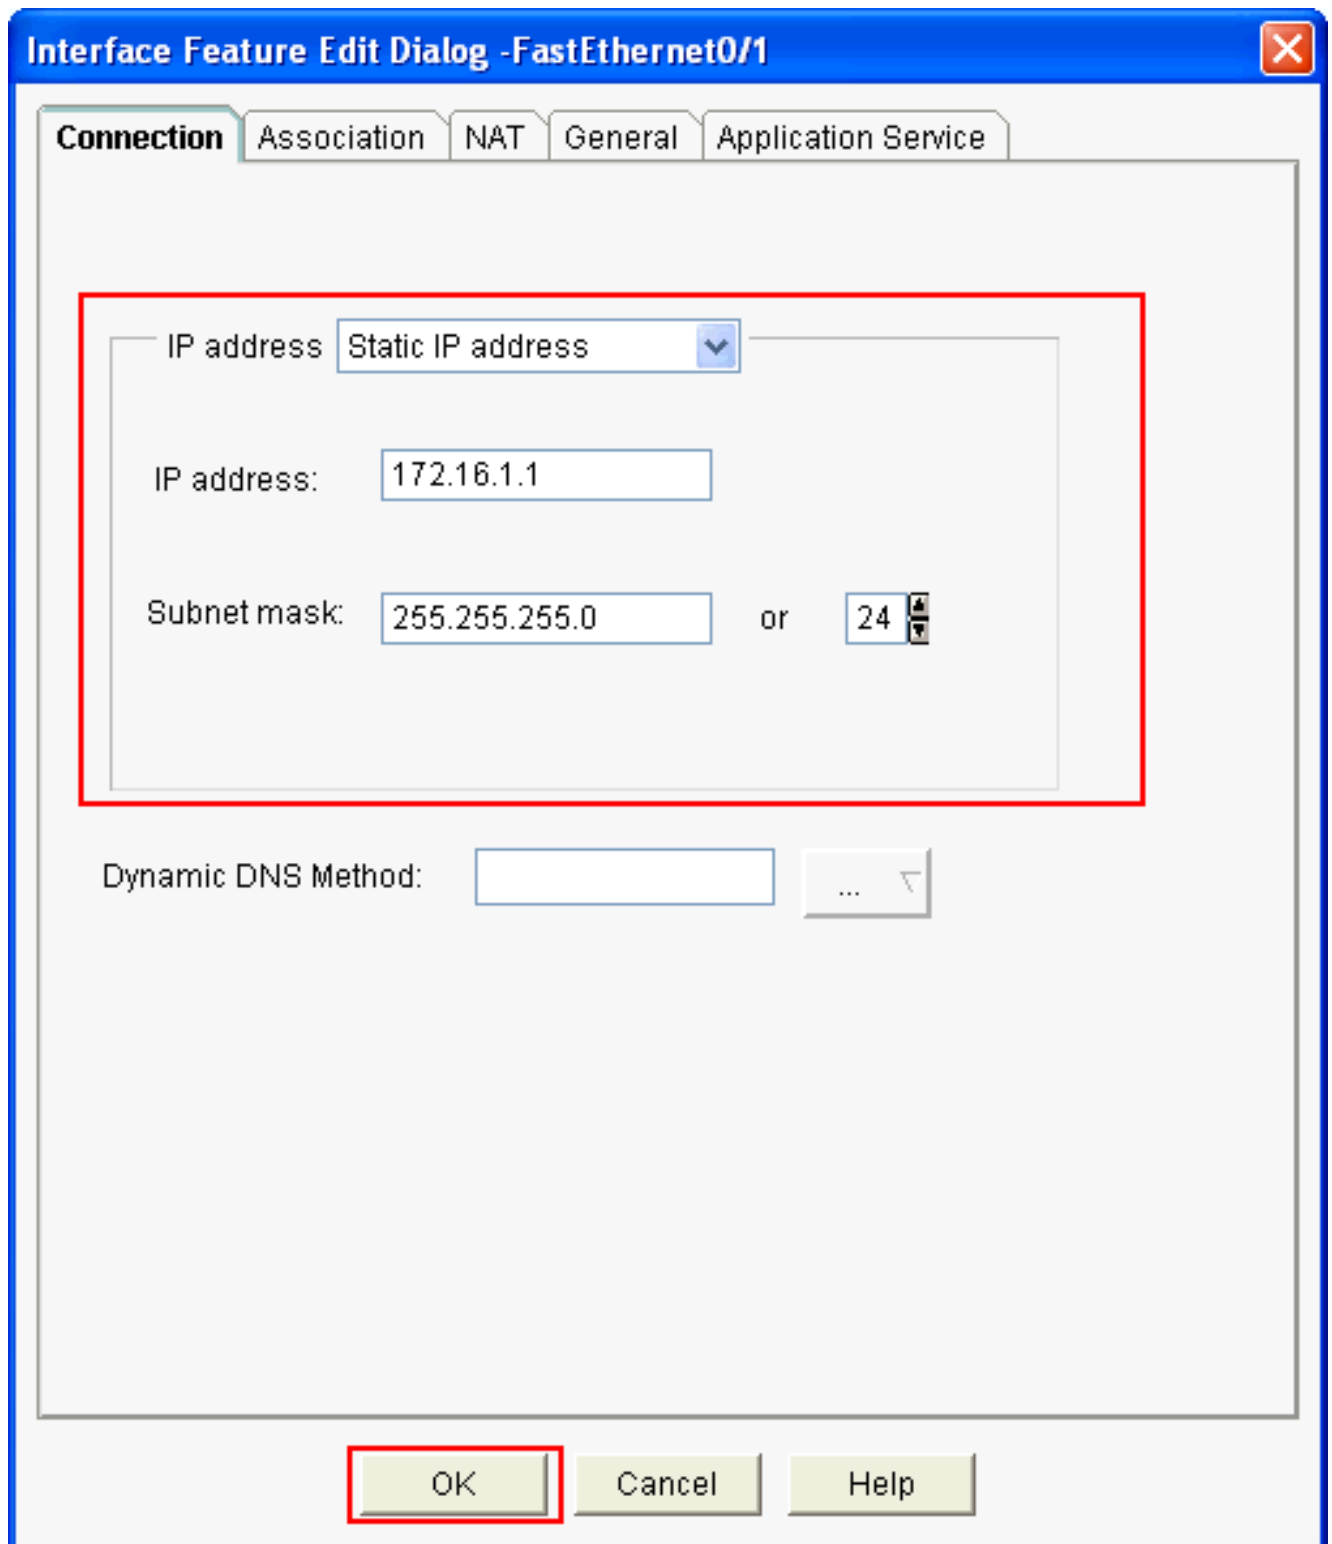 Interface Feature Edit Dialog -FastEthernet0/1
Connection Association NAT General Application Service
IP address Static IP address
IP address: 172.16.1.1
Subnet mask: 255.255.255.0 or 24
Dynamic DNS Method: ...
OK Cancel Help